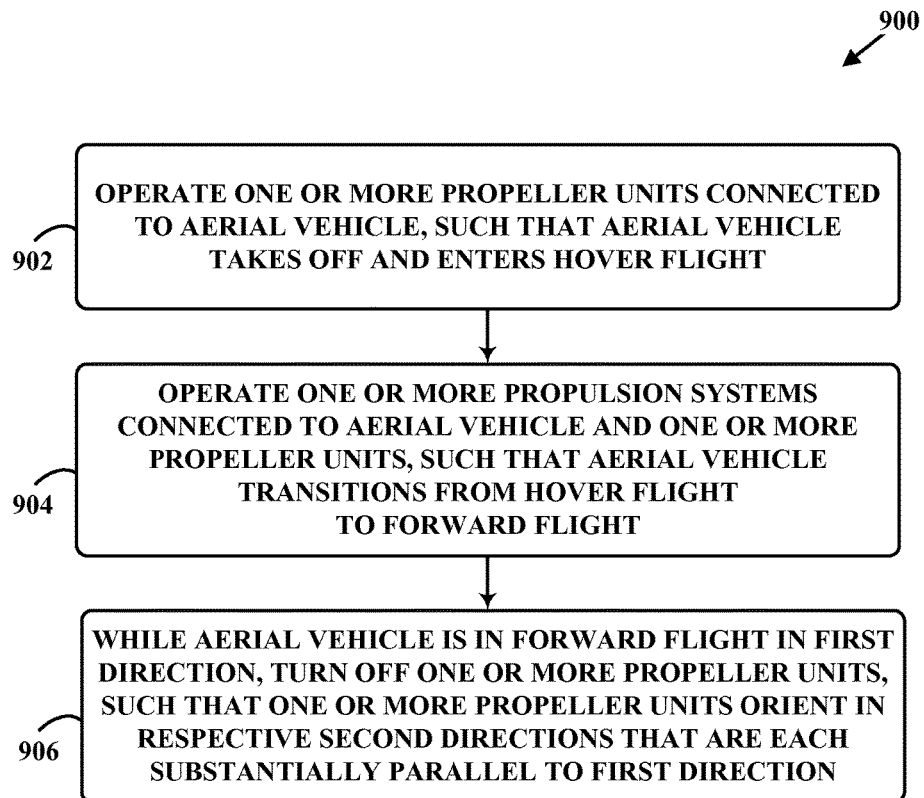 900
OPERATE ONE OR MORE PROPELLER UNITS CONNECTED
TO AERIAL VEHICLE, SUCH THAT AERIAL VEHICLE
TAKES OFF AND ENTERS HOVER FLIGHT
902
OPERATE ONE OR MORE PROPULSION SYSTEMS
CONNECTED TO AERIAL VEHICLE AND ONE OR MORE
PROPELLER UNITS, SUCH THAT AERIAL VEHICLE
TRANSITIONS FROM HOVER FLIGHT
TO FORWARD FLIGHT
904
WHILE AERIAL VEHICLE IS IN FORWARD FLIGHT IN FIRST
DIRECTION, TURN OFF ONE OR MORE PROPELLER UNITS,
SUCH THAT ONE OR MORE PROPELLER UNITS ORIENT IN
RESPECTIVE SECOND DIRECTIONS THAT ARE EACH
SUBSTANTIALLY PARALLEL TO FIRST DIRECTION
906